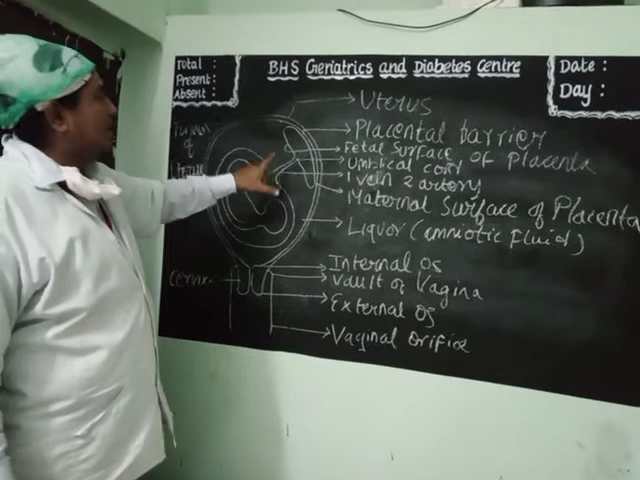 Total :
Present :
Absent :
BHS Geriatrics and Diabetes Centre
Date :
Day :
Uterus
Placental barrier
Fetal Surface of Placenta
Umblical cord
1 vein 2 artery
Maternal Surface of Placenta
Liquor (amniotic fluid)
of
Cervix
Internal os
Vault of Vagina
External os
Vaginal orifice